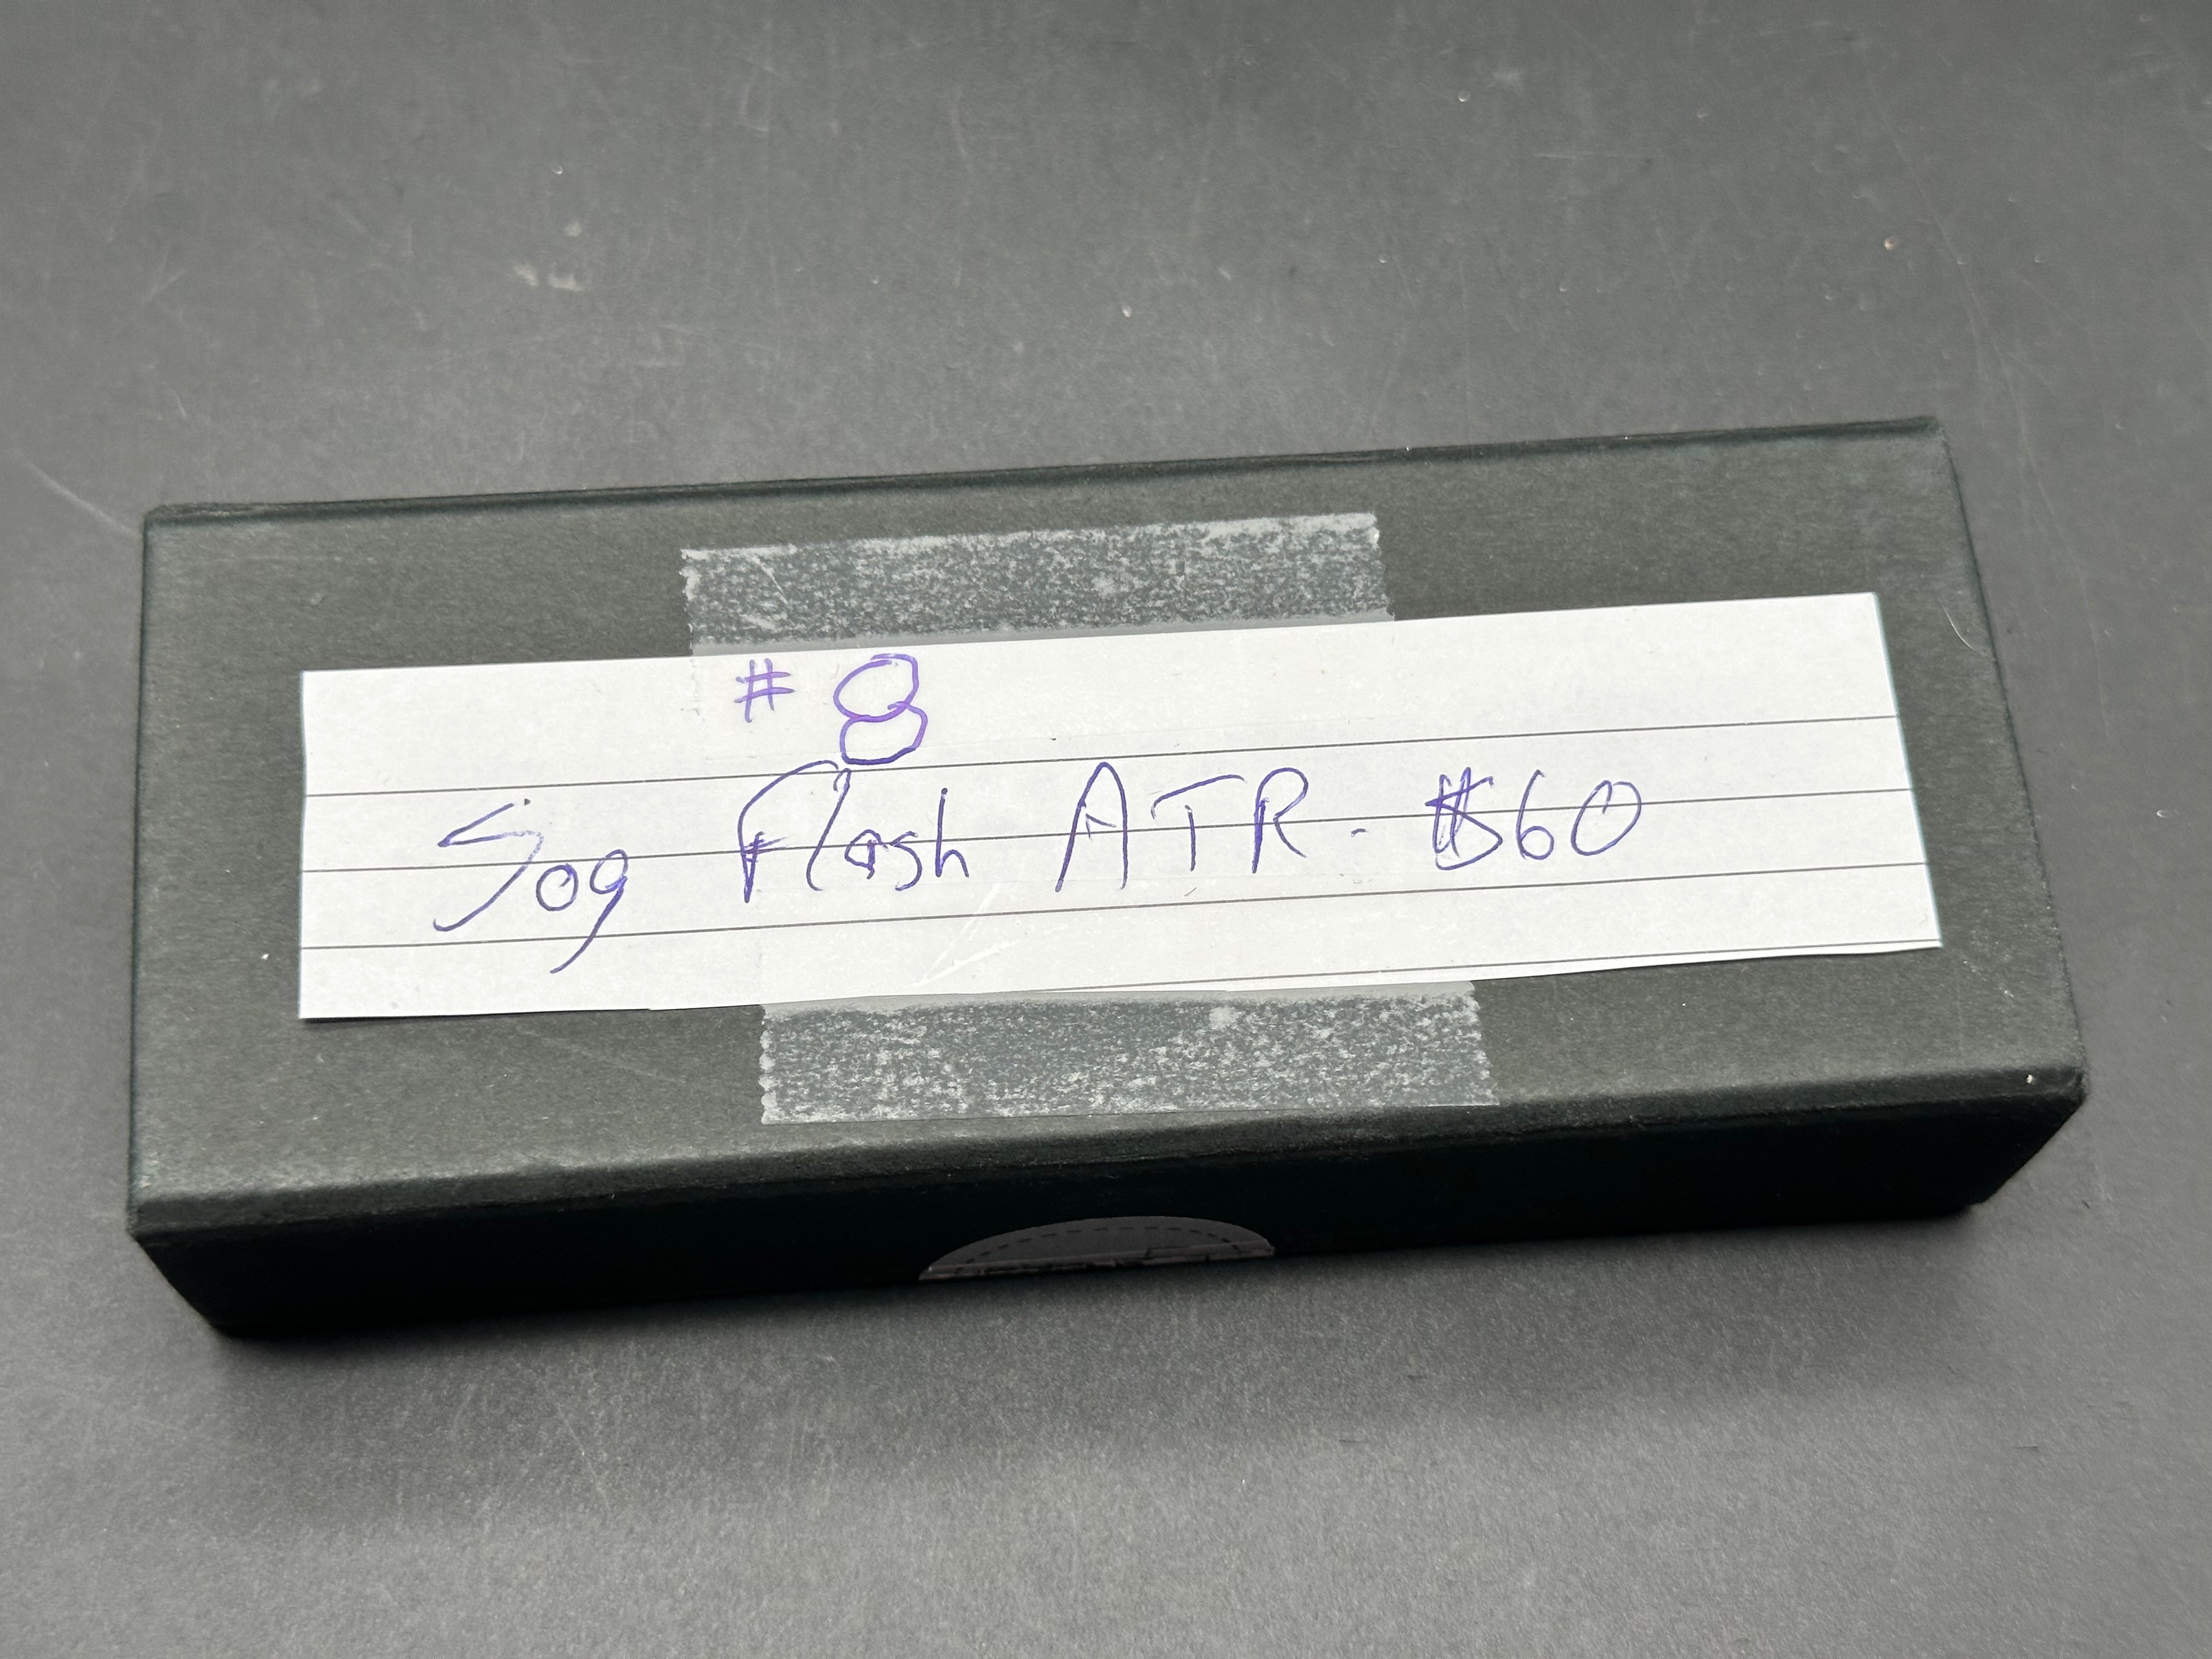 # 8
Sog Flash ATR - $60